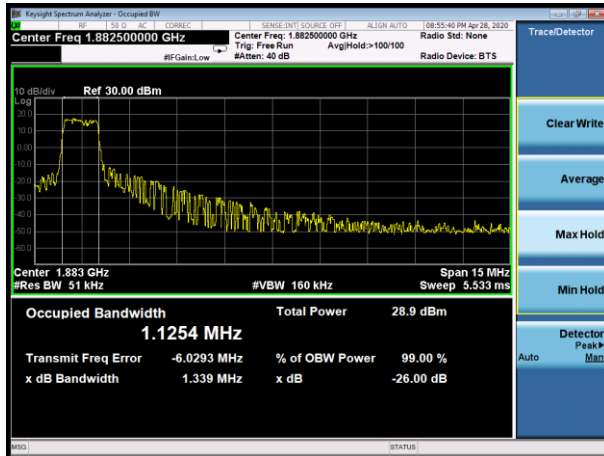 Keysight Spectrum Analyzer - Occupied BW
RF 50 Ω AC CORREC SENSE:INT SOURCE OFF ALIGN AUTO 08:55:40 PM Apr 28, 2020
Center Freq 1.882500000 GHz Center Freq: 1.882500000 GHz Radio Std: None
Trig: Free Run Avg|Hold:>100/100
#IFGain:Low #Atten: 40 dB Radio Device: BTS
Trace/Detector
10 dB/div Ref 30.00 dBm
Log
20.0
10.0
0.00
-10.0
-20.0
-30.0
-40.0
-50.0
-60.0
Center 1.883 GHz Span 15 MHz
#Res BW 51 kHz #VBW 160 kHz Sweep 5.533 ms
Occupied Bandwidth Total Power 28.9 dBm
1.1254 MHz
Transmit Freq Error -6.0293 MHz % of OBW Power 99.00 %
x dB Bandwidth 1.339 MHz x dB -26.00 dB
Clear Write
Average
Max Hold
Min Hold
Detector
Peak▶
Auto Man
MSG STATUS